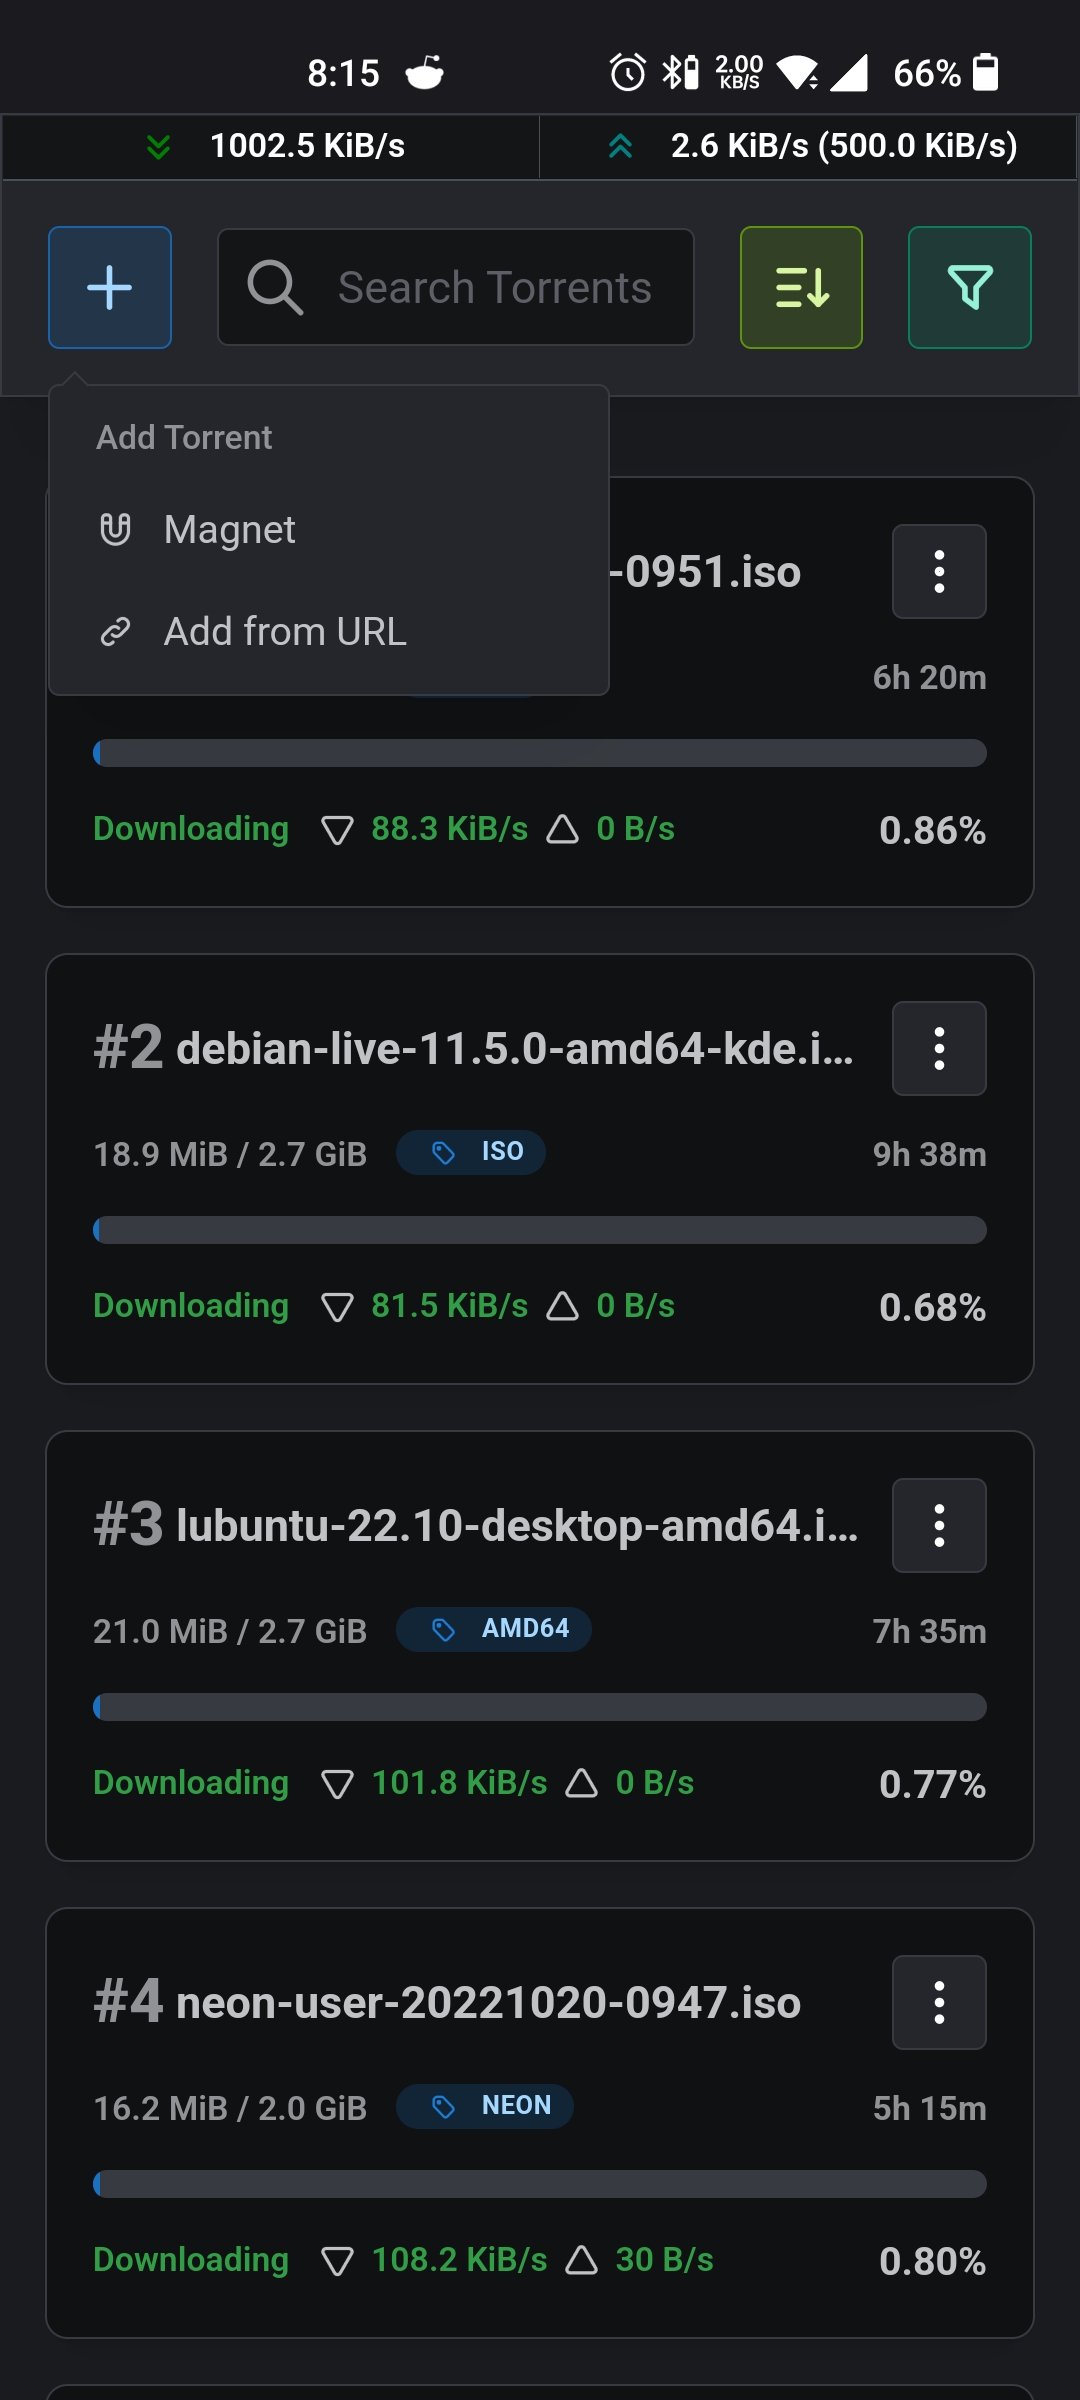 8:15
2.00 KB/S
66%
1002.5 KiB/s
2.6 KiB/s (500.0 KiB/s)
Search Torrents
Add Torrent
Magnet
Add from URL
-0951.iso
6h 20m
Downloading 88.3 KiB/s 0 B/s 0.86%
#2 debian-live-11.5.0-amd64-kde.i...
18.9 MiB / 2.7 GiB ISO 9h 38m
Downloading 81.5 KiB/s 0 B/s 0.68%
#3 lubuntu-22.10-desktop-amd64.i...
21.0 MiB / 2.7 GiB AMD64 7h 35m
Downloading 101.8 KiB/s 0 B/s 0.77%
#4 neon-user-20221020-0947.iso
16.2 MiB / 2.0 GiB NEON 5h 15m
Downloading 108.2 KiB/s 30 B/s 0.80%